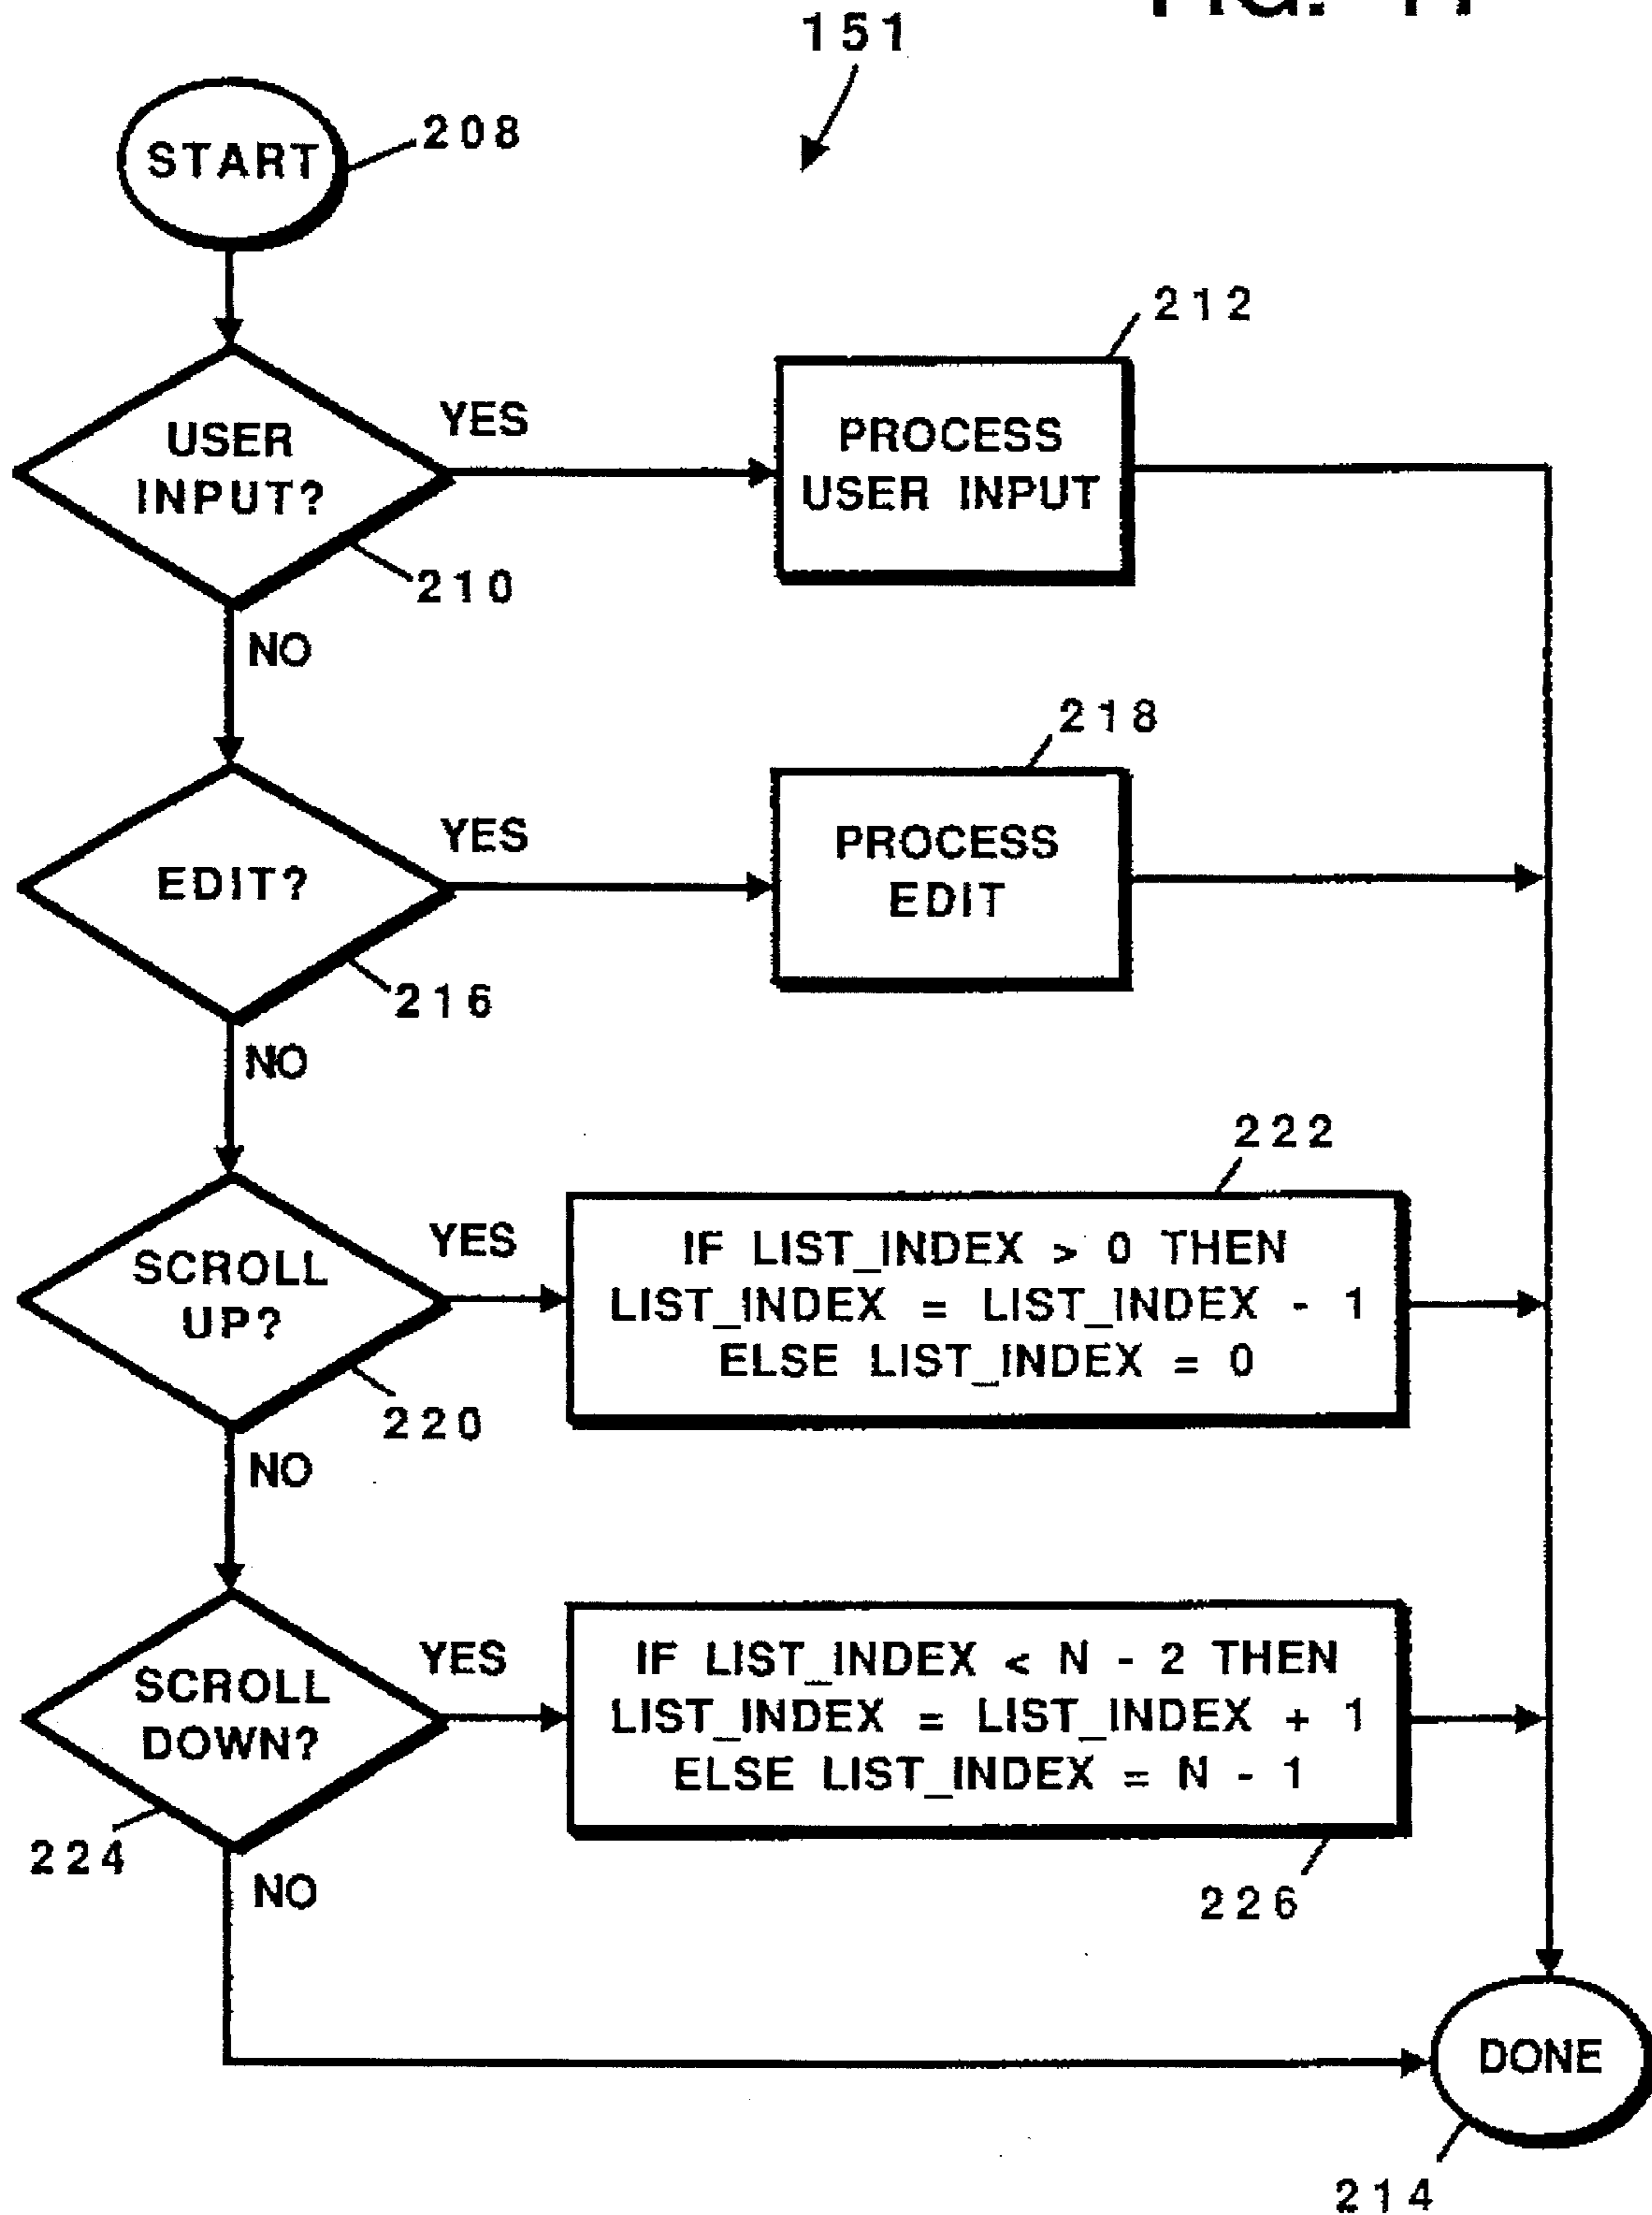 151
START
208
212
USER
INPUT?
YES
PROCESS
USER INPUT
210
NO
218
EDIT?
YES
PROCESS
EDIT
216
NO
222
SCROLL
UP?
YES
IF LIST_INDEX > 0 THEN
LIST_INDEX = LIST_INDEX - 1
ELSE LIST_INDEX = 0
220
NO
SCROLL
DOWN?
YES
IF LIST_INDEX < N - 2 THEN
LIST_INDEX = LIST_INDEX + 1
ELSE LIST_INDEX = N - 1
224
NO
226
DONE
214